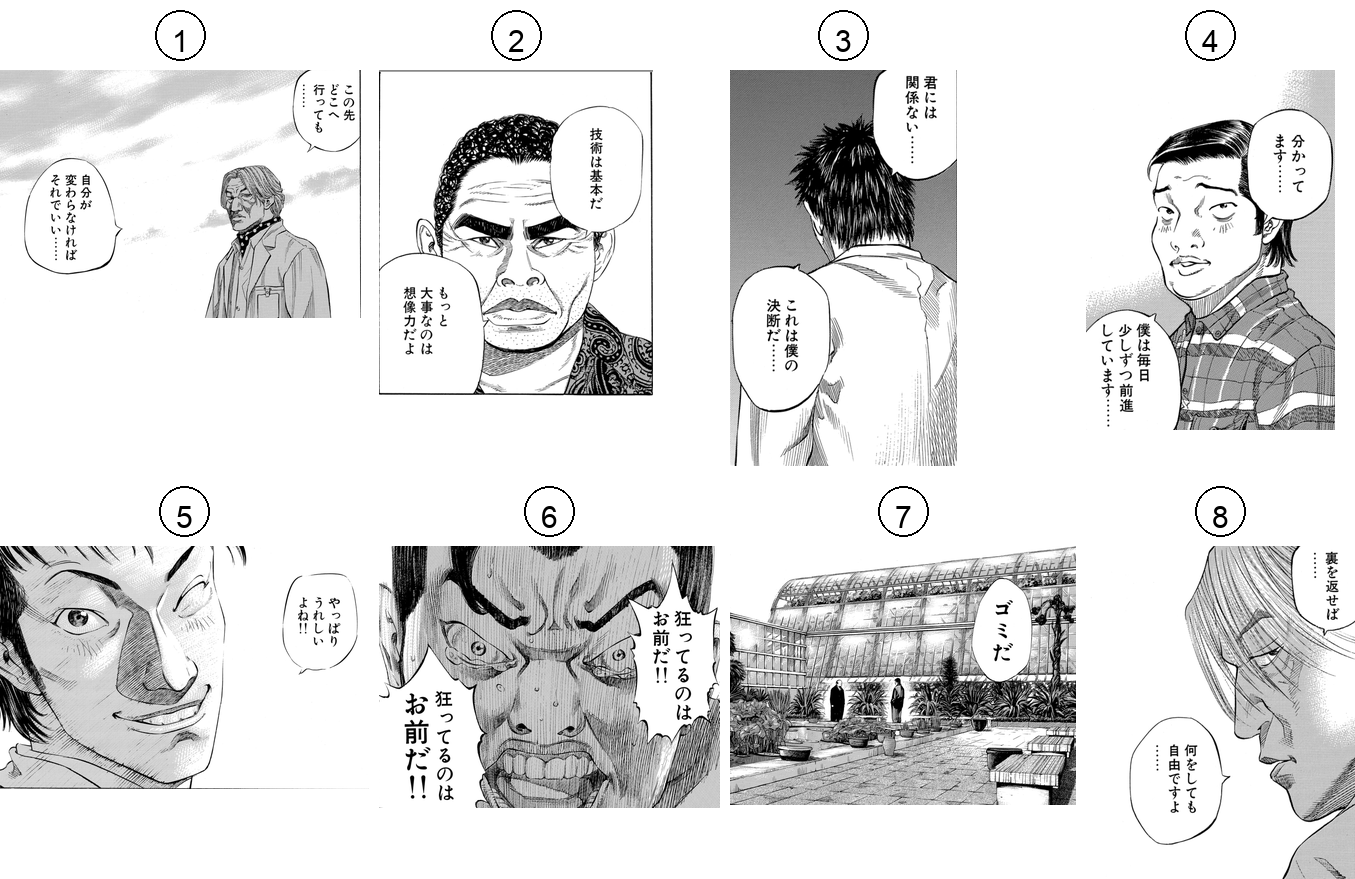 1
この先
どこへ
行っても
……
自分が
変わらなければ
それでいい……
2
技術は基本だ
もっと
大事なのは
想像力だよ
3
君には
関係ない……
これは僕の
決断だ……
4
分かって
ます……
僕は毎日
少しずつ前進
しています……
5
やっぱり
うれしい
よね!!
6
狂ってるのは
お前だ!!
狂ってるのは
お前だ!!
7
ゴミだ
8
裏を返せば
……
何をしても
自由ですよ
……